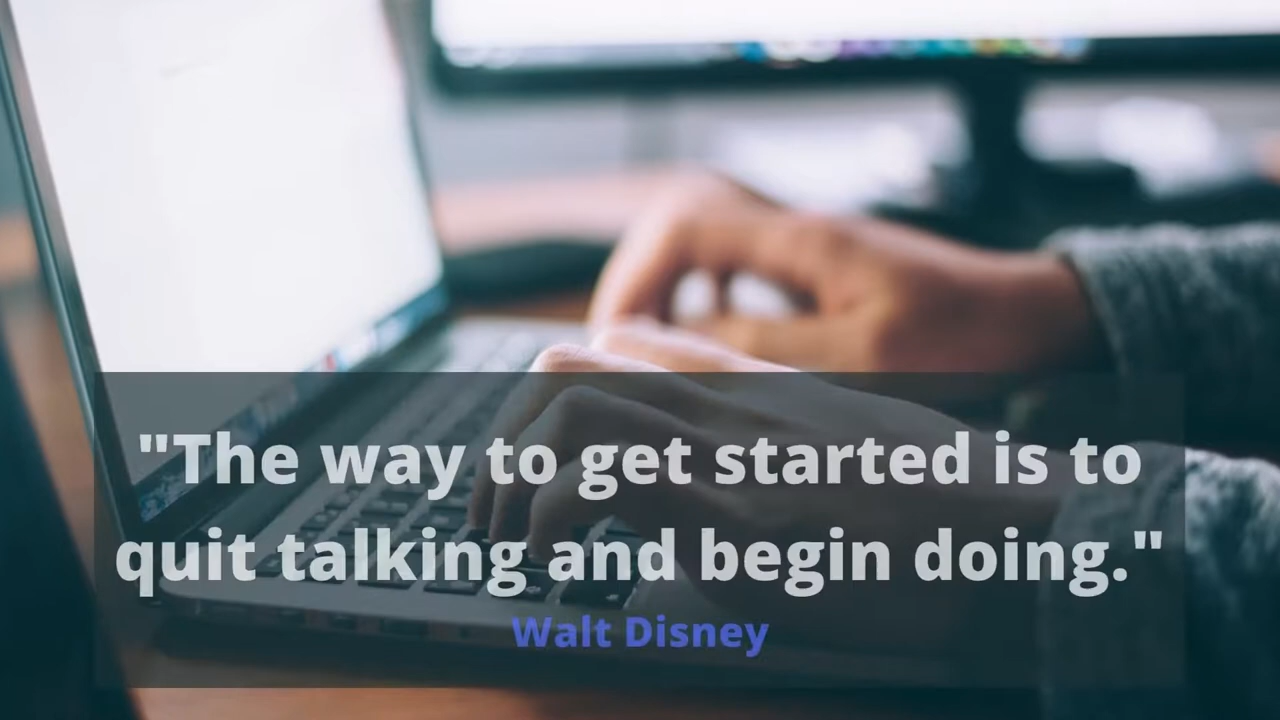 "The way to get started is to
quit talking and begin doing."
Walt Disney